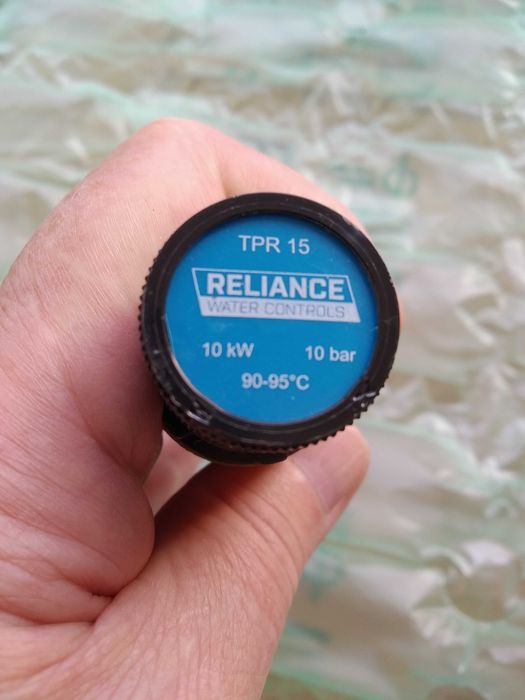 TPR 15
RELIANCE
WATER CONTROLS
10 kW 10 bar
90-95°C